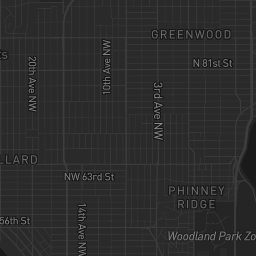 GREENWOOD
N 81st St
20th Ave NW
10th Ave NW
3rd Ave NW
LLARD
NW 63rd St
PHINNEY
RIDGE
56th St
14th Ave NW
Woodland Park Zo